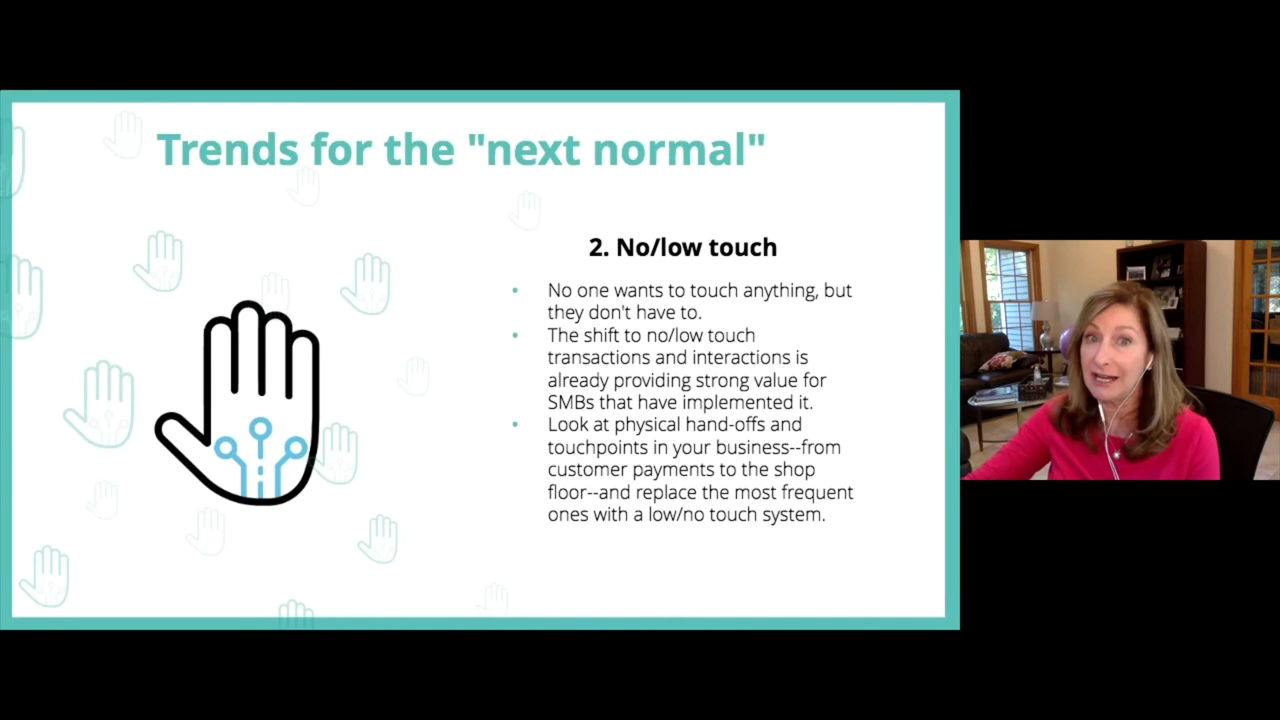 Trends for the "next normal"
2. No/low touch
• No one wants to touch anything, but
they don't have to.
• The shift to no/low touch
transactions and interactions is
already providing strong value for
SMBs that have implemented it.
• Look at physical hand-offs and
touchpoints in your business--from
customer payments to the shop
floor--and replace the most frequent
ones with a low/no touch system.